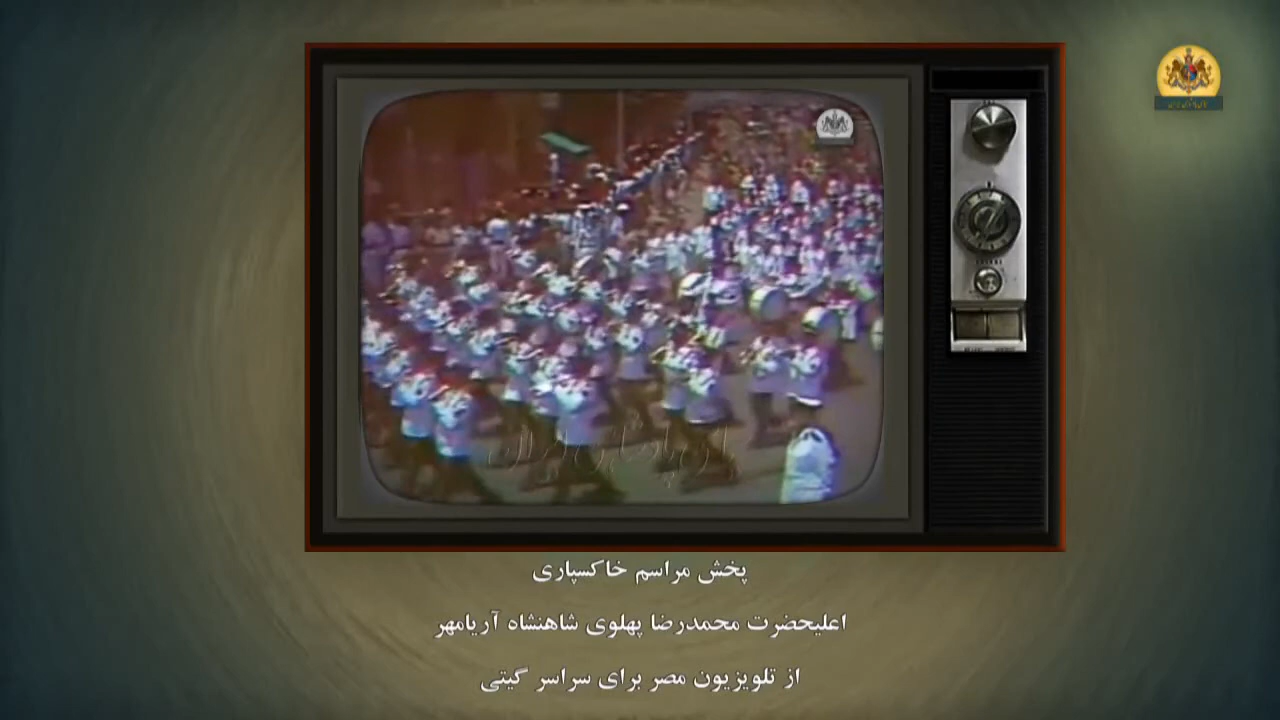 پخش مراسم خاکسپاری
اعلیحضرت محمدرضا پهلوی شاهنشاه آریامهر
از تلویزیون مصر برای سراسر گیتی